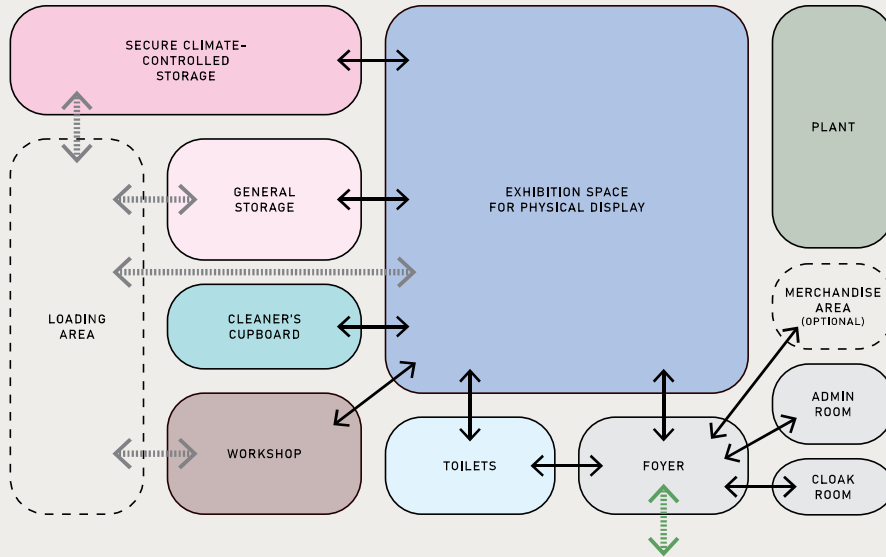 SECURE CLIMATE-
CONTROLLED
STORAGE
PLANT
GENERAL
STORAGE
EXHIBITION SPACE
FOR PHYSICAL DISPLAY
LOADING
AREA
CLEANER'S
CUPBOARD
MERCHANDISE
AREA
(OPTIONAL)
ADMIN
ROOM
WORKSHOP
TOILETS
FOYER
CLOAK
ROOM